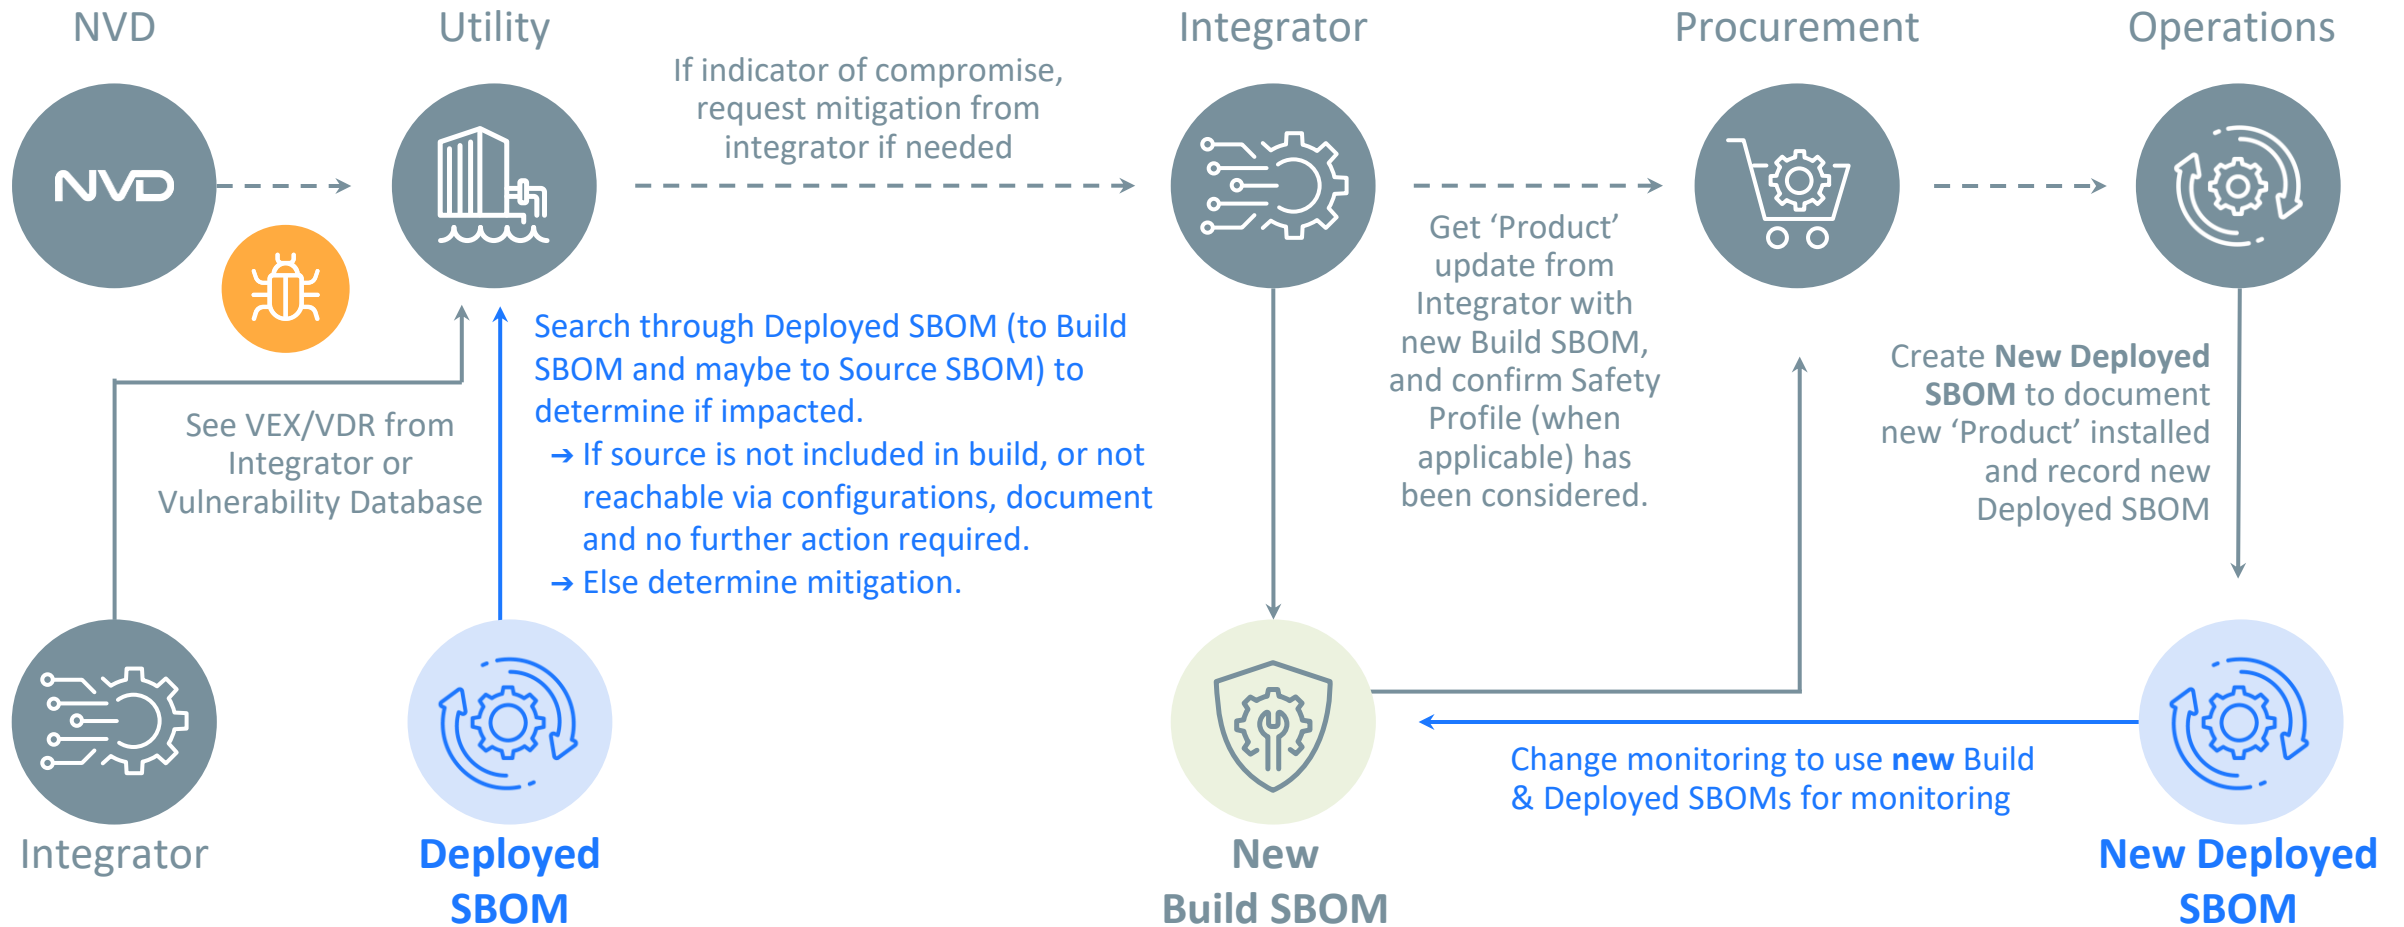 NVD
Utility
Integrator
Procurement
Operations
NVD
If indicator of compromise,
request mitigation from
integrator if needed
Get ‘Product’
update from
Integrator with
new Build SBOM,
and confirm Safety
Profile (when
applicable) has
been considered.
Search through Deployed SBOM (to Build
SBOM and maybe to Source SBOM) to
determine if impacted.
→ If source is not included in build, or not
reachable via configurations, document
and no further action required.
→ Else determine mitigation.
See VEX/VDR from
Integrator or
Vulnerability Database
Create New Deployed
SBOM to document
new ‘Product’ installed
and record new
Deployed SBOM
Change monitoring to use new Build
& Deployed SBOMs for monitoring
Integrator
Deployed
SBOM
New
Build SBOM
New Deployed
SBOM